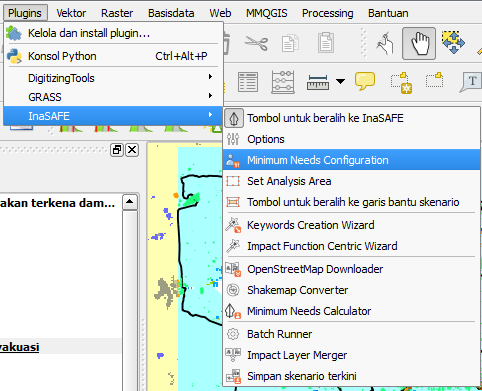 Plugins Vektor Raster Basisdata Web MMQGIS Processing Bantuan
Kelola dan install plugin...
Konsol Python Ctrl+Alt+P
DigitizingTools
GRASS
InaSAFE
Tombol untuk beralih ke InaSAFE
Options
Minimum Needs Configuration
Set Analysis Area
Tombol untuk beralih ke garis bantu skenario
Keywords Creation Wizard
Impact Function Centric Wizard
OpenStreetMap Downloader
Shakemap Converter
Minimum Needs Calculator
Batch Runner
Impact Layer Merger
Simpan skenario terkini
akan terkena dam...
vakuasi